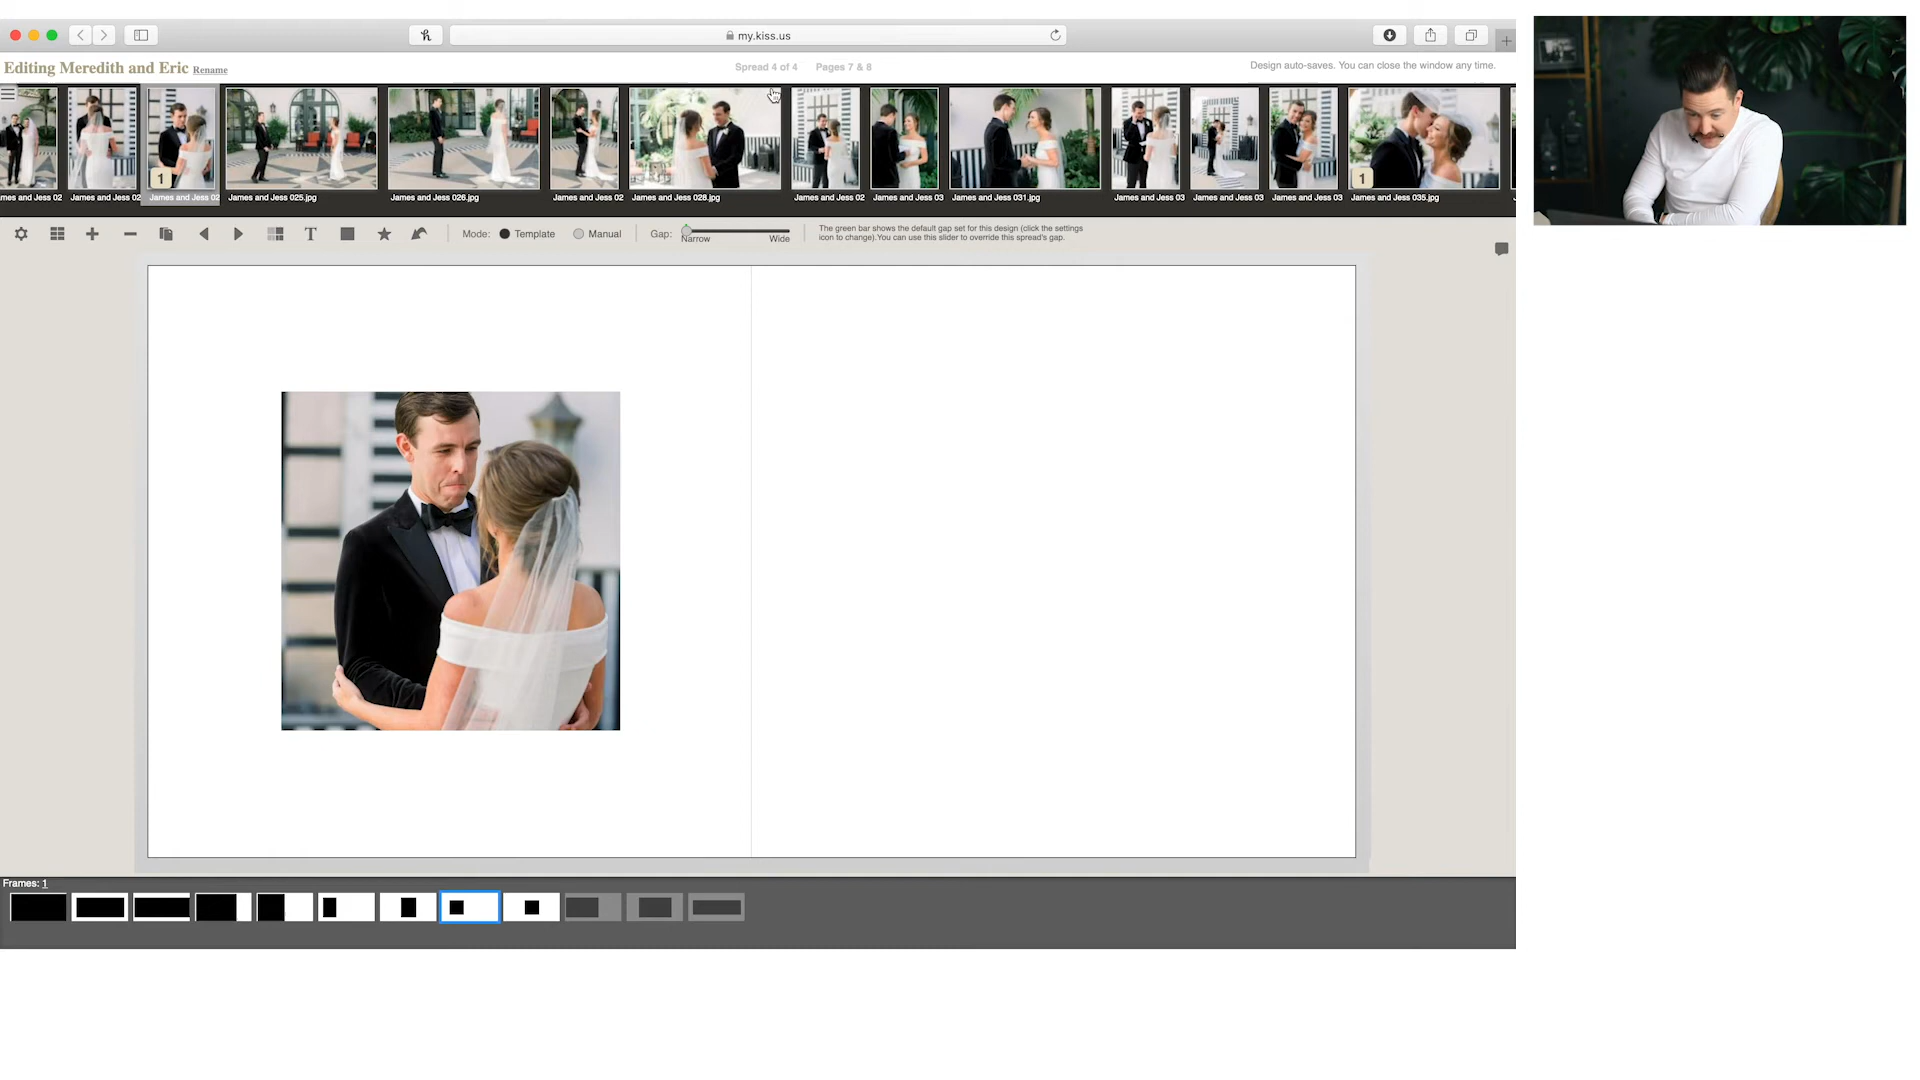 my.kiss.us
Editing Meredith and Eric Rename
Spread 4 of 4 Pages 7 & 8
Design auto-saves. You can close the window any time.
1
1
mes and Jess 02
James and Jess 02
James and Jess 02
James and Jess 025.jpg
James and Jess 026.jpg
James and Jess 02
James and Jess 028.jpg
James and Jess 02
James and Jess 03
James and Jess 031.jpg
James and Jess 03
James and Jess 03
James and Jess 03
James and Jess 035.jpg
T
Mode: Template Manual
Gap: Narrow Wide
The green bar shows the default gap set for this design (click the settings
icon to change).You can use this slider to override this spread's gap.
Frames: 1